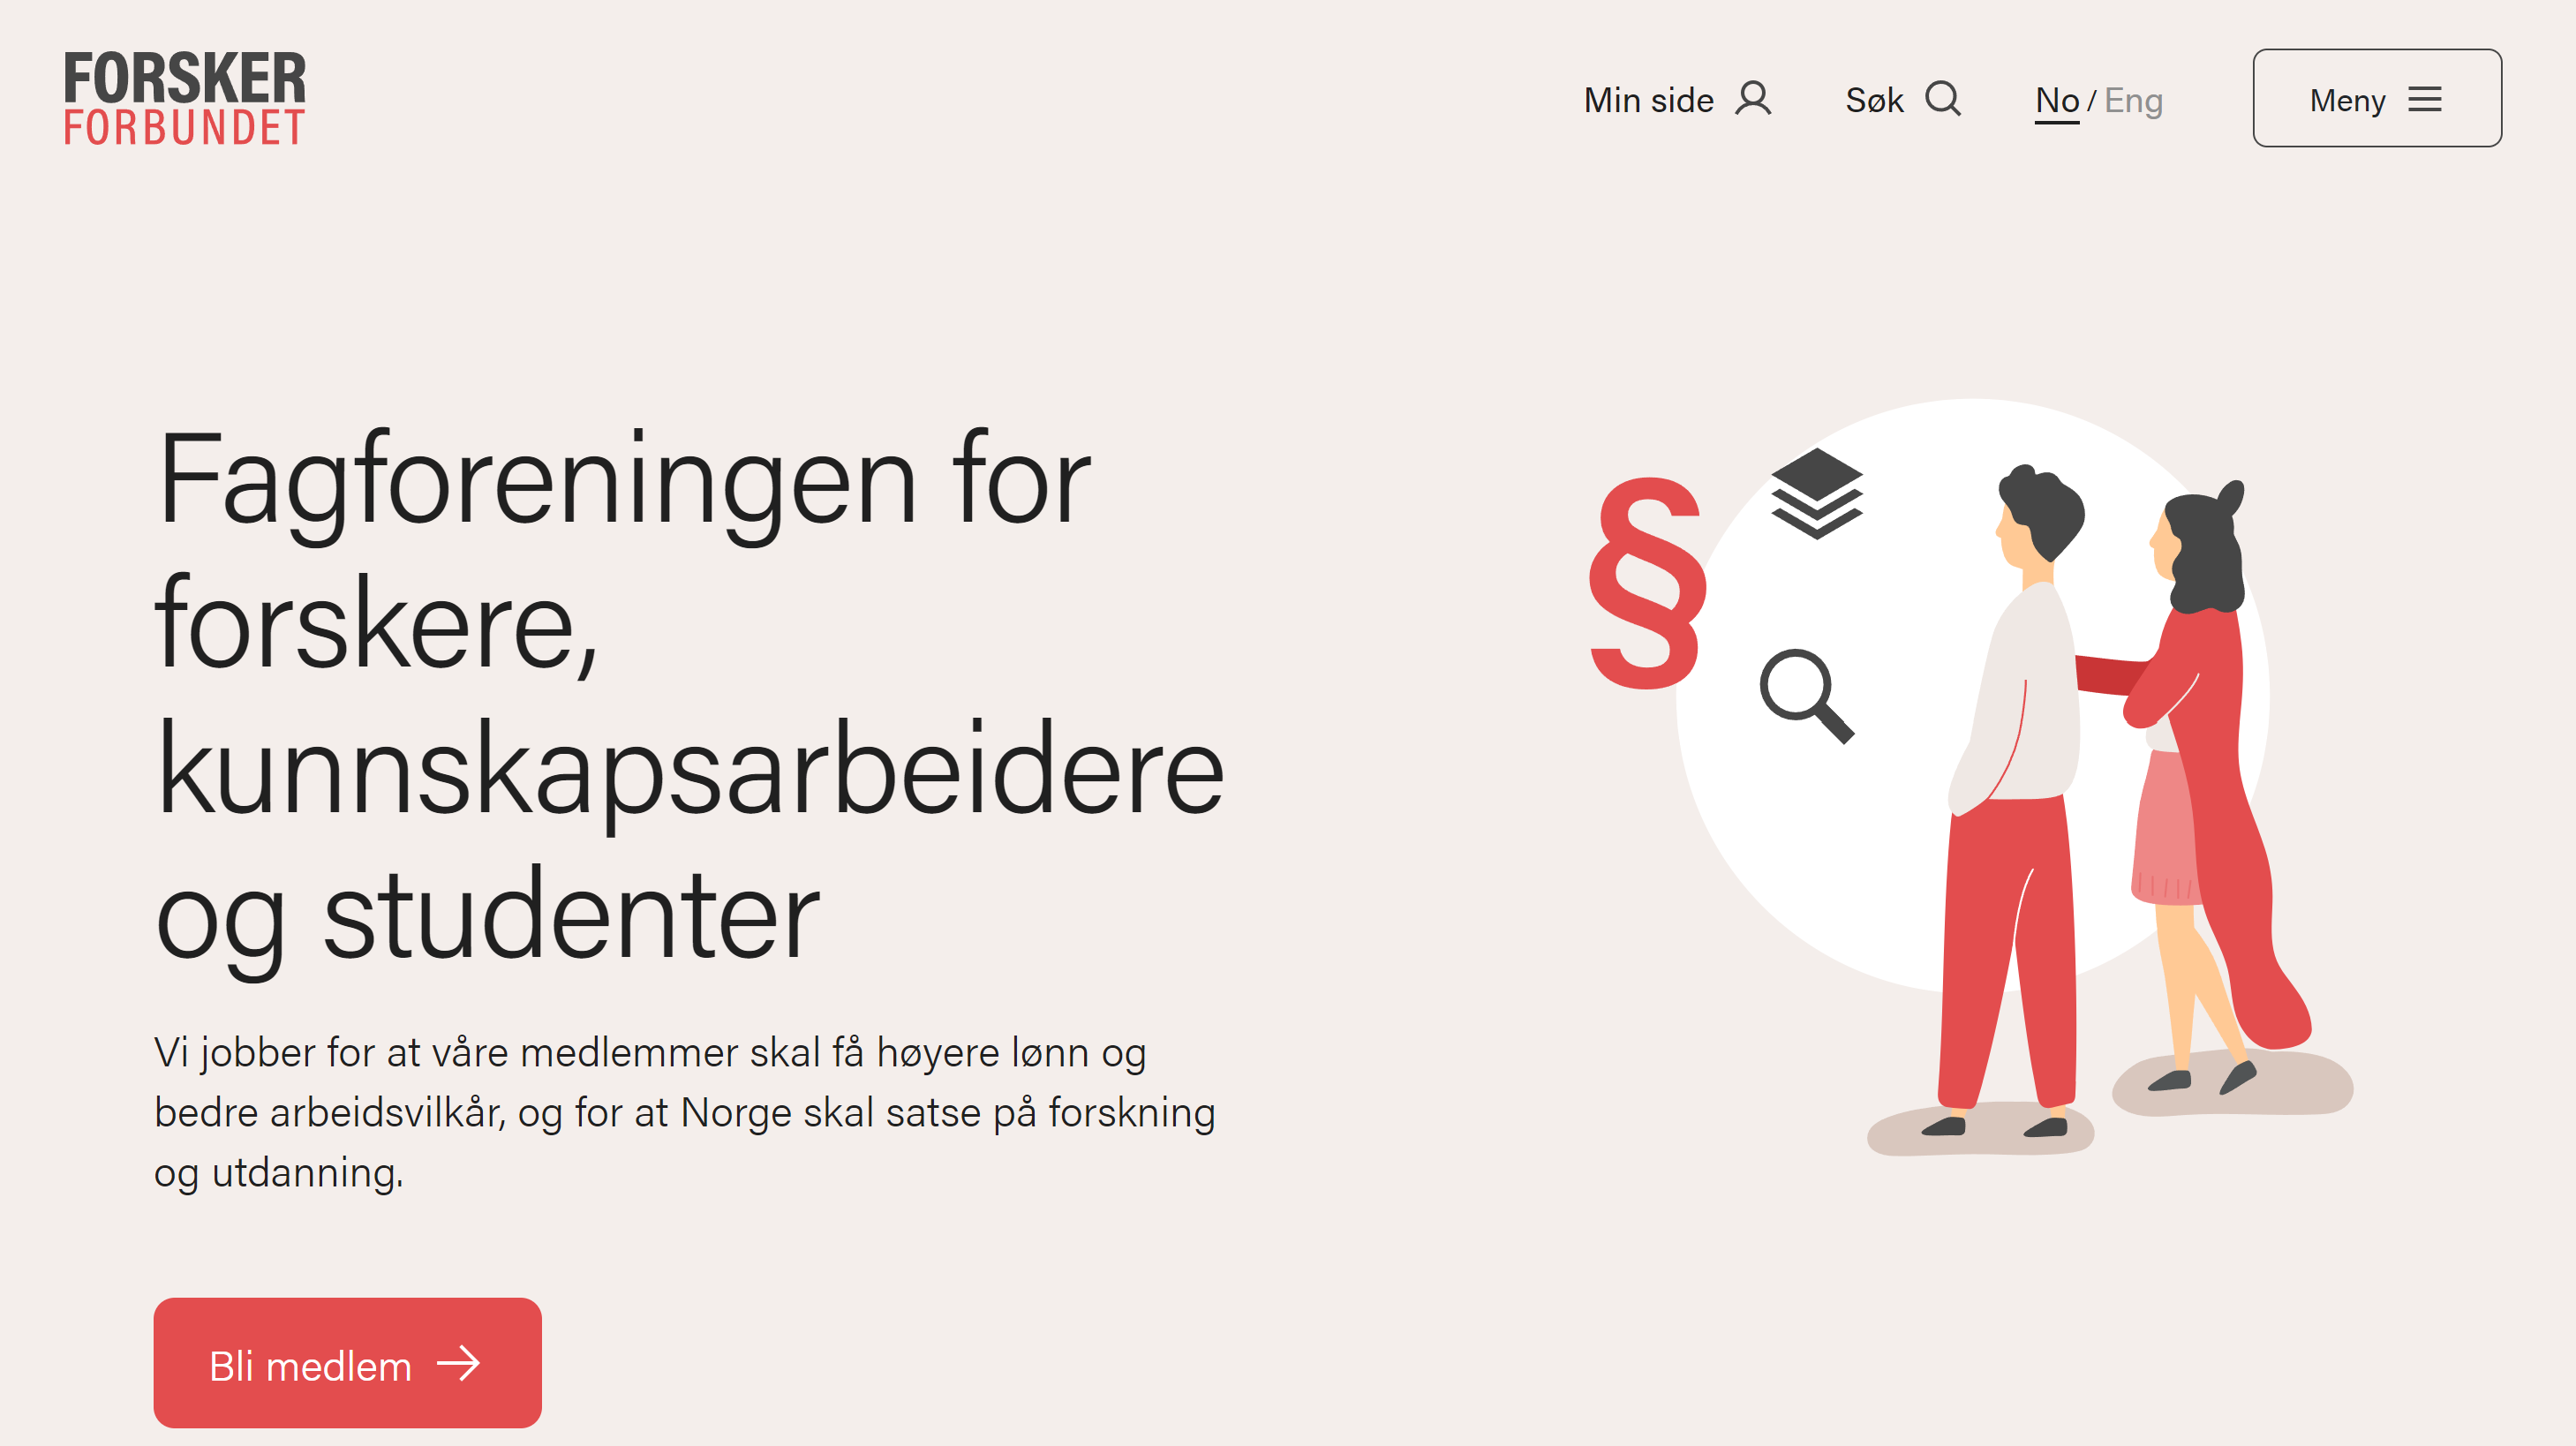 FORSKER
FORBUNDET
Min side
Søk
No / Eng
Meny
Fagforeningen for
forskere,
kunnskapsarbeidere
og studenter
§
Vi jobber for at våre medlemmer skal få høyere lønn og
bedre arbeidsvilkår, og for at Norge skal satse på forskning
og utdanning.
Bli medlem